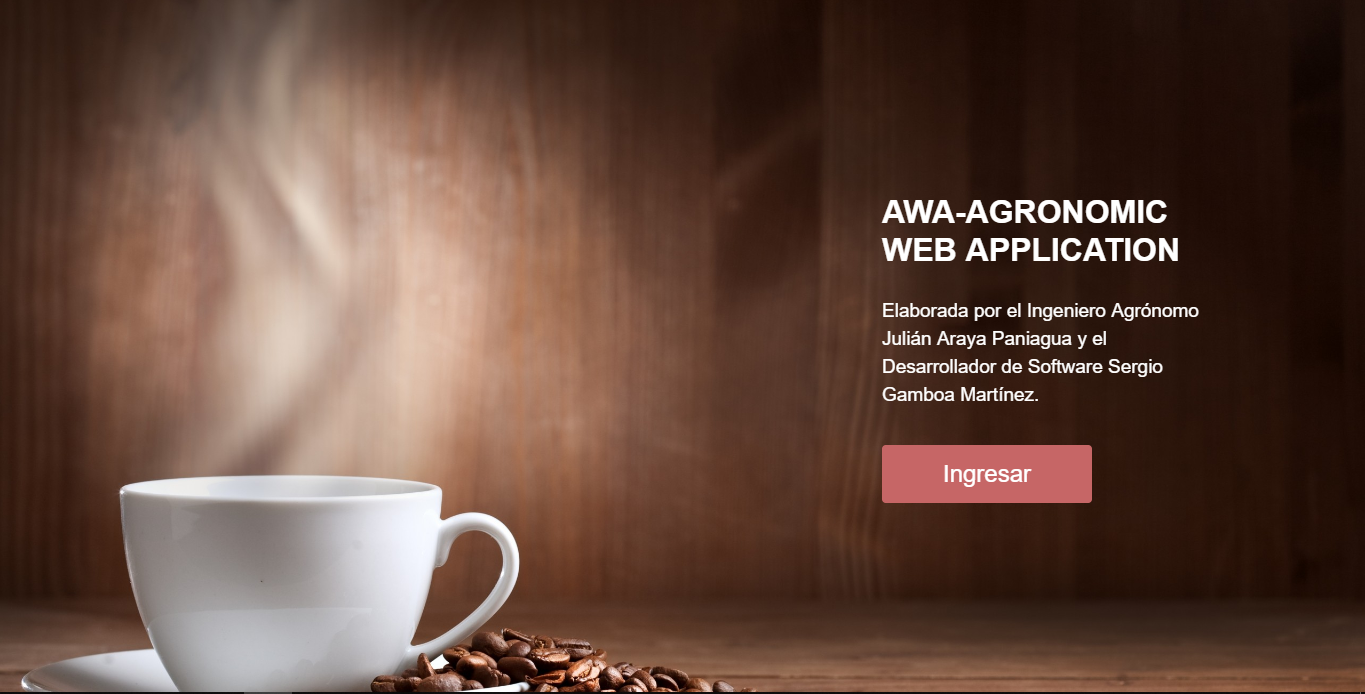 AWA-AGRONOMIC
WEB APPLICATION
Elaborada por el Ingeniero Agrónomo
Julián Araya Paniagua y el
Desarrollador de Software Sergio
Gamboa Martínez.
Ingresar